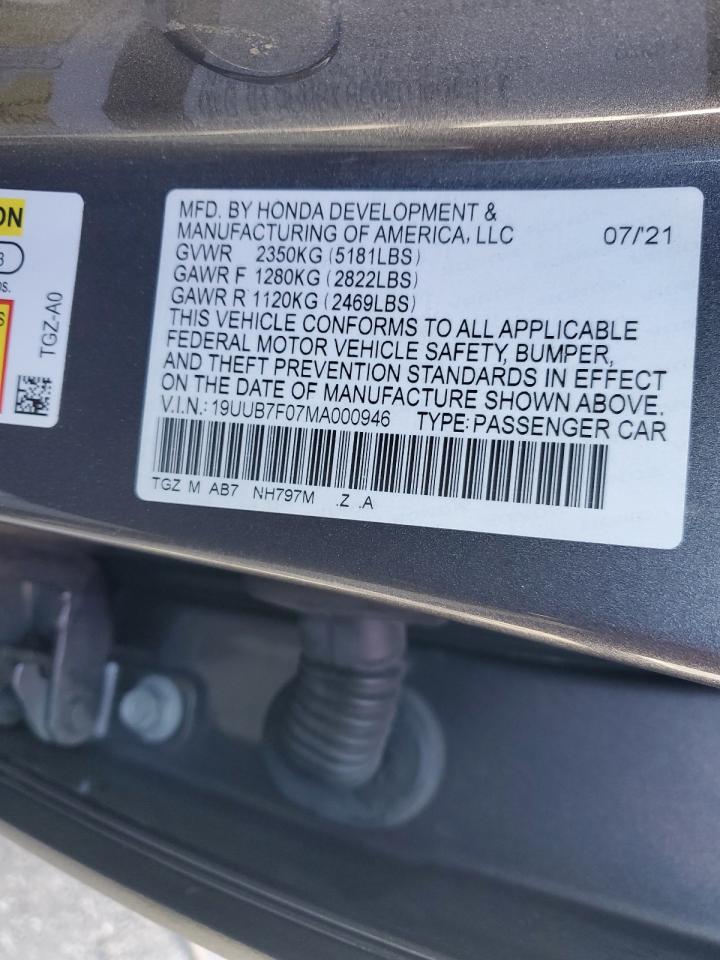 ON
3
os.
S
TGZ-A0
MFD. BY HONDA DEVELOPMENT &
MANUFACTURING OF AMERICA, LLC 07/'21
GVWR 2350KG (5181LBS)
GAWR F 1280KG (2822LBS)
GAWR R 1120KG (2469LBS)
THIS VEHICLE CONFORMS TO ALL APPLICABLE
FEDERAL MOTOR VEHICLE SAFETY, BUMPER,
AND THEFT PREVENTION STANDARDS IN EFFECT
ON THE DATE OF MANUFACTURE SHOWN ABOVE.
V.I.N.: 19UUB7F07MA000946 TYPE: PASSENGER CAR
TGZ M AB7 NH797M .Z .A